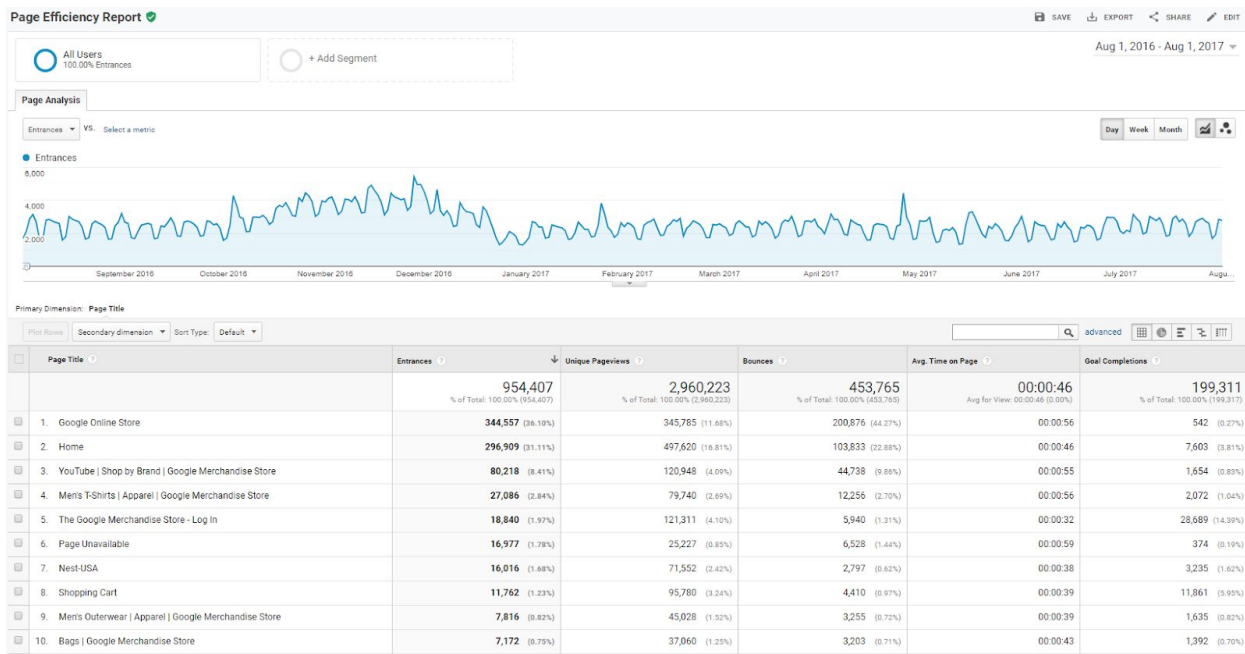 Page Efficiency Report
SAVE EXPORT SHARE EDIT
All Users
100.00% Entrances
+ Add Segment
Aug 1, 2016 - Aug 1, 2017
Page Analysis
Entrances VS. Select a metric
Day Week Month
Entrances
6,000
4,000
2,000
September 2016 October 2016 November 2016 December 2016 January 2017 February 2017 March 2017 April 2017 May 2017 June 2017 July 2017 Augu...
Primary Dimension: Page Title
Plot Rows Secondary dimension Sort Type: Default advanced
Page Title ? Entrances ? Unique Pageviews ? Bounces ? Avg. Time on Page ? Goal Completions ?
954,407 2,960,223 453,765 00:00:46 199,311
% of Total: 100.00% (954,407) % of Total: 100.00% (2,960,223) % of Total: 100.00% (453,765) Avg for View: 00:00:46 (0.00%) % of Total: 100.00% (199,317)
1. Google Online Store 344,557 (36.10%) 345,785 (11.68%) 200,876 (44.27%) 00:00:56 542 (0.27%)
2. Home 296,909 (31.11%) 497,620 (16.81%) 103,833 (22.88%) 00:00:46 7,603 (3.81%)
3. YouTube | Shop by Brand | Google Merchandise Store 80,218 (8.41%) 120,948 (4.09%) 44,738 (9.86%) 00:00:55 1,654 (0.83%)
4. Men's T-Shirts | Apparel | Google Merchandise Store 27,086 (2.84%) 79,740 (2.69%) 12,256 (2.70%) 00:00:56 2,072 (1.04%)
5. The Google Merchandise Store - Log In 18,840 (1.97%) 121,311 (4.10%) 5,940 (1.31%) 00:00:32 28,689 (14.39%)
6. Page Unavailable 16,977 (1.78%) 25,227 (0.85%) 6,528 (1.44%) 00:00:59 374 (0.19%)
7. Nest-USA 16,016 (1.68%) 71,552 (2.42%) 2,797 (0.62%) 00:00:38 3,235 (1.62%)
8. Shopping Cart 11,762 (1.23%) 95,780 (3.24%) 4,410 (0.97%) 00:00:39 11,861 (5.95%)
9. Men's Outerwear | Apparel | Google Merchandise Store 7,816 (0.82%) 45,028 (1.52%) 3,255 (0.72%) 00:00:39 1,635 (0.82%)
10. Bags | Google Merchandise Store 7,172 (0.75%) 37,060 (1.25%) 3,203 (0.71%) 00:00:43 1,392 (0.70%)